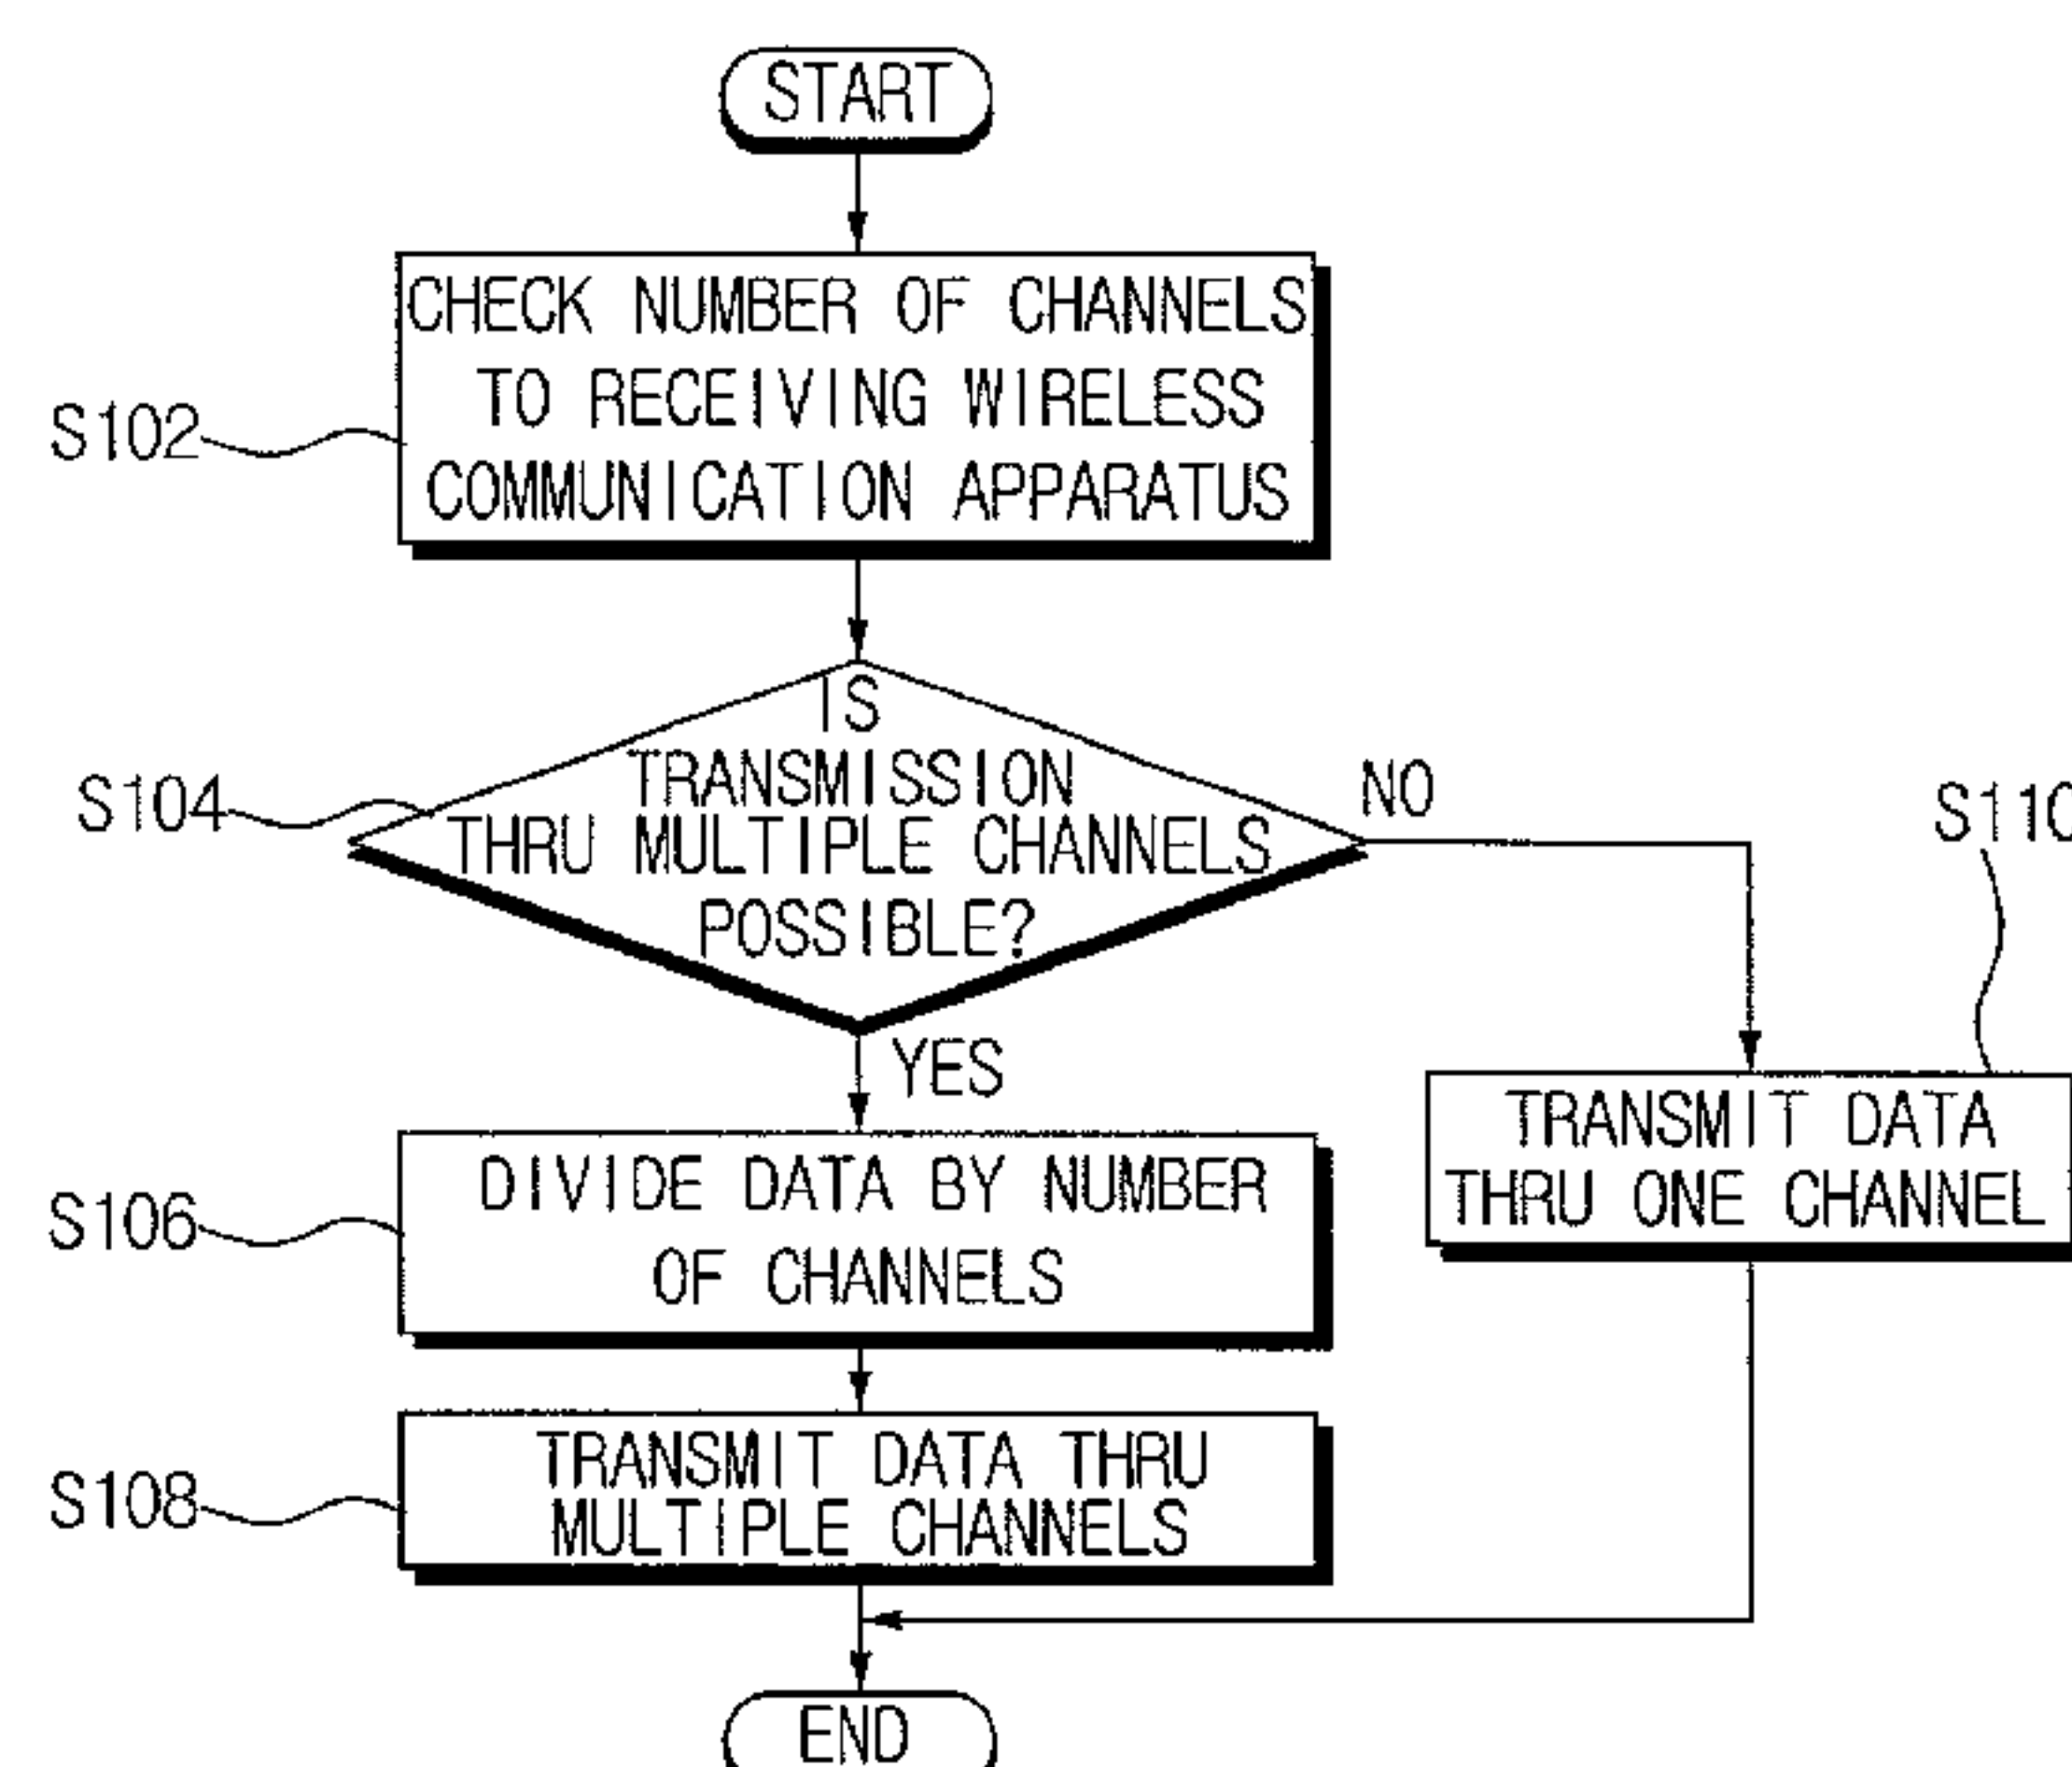 START
CHECK NUMBER OF CHANNELS
TO RECEIVING WIRELESS
COMMUNICATION APPARATUS
S102
IS
TRANSMISSION
THRU MULTIPLE CHANNELS
POSSIBLE?
S104
NO
S110
YES
TRANSMIT DATA
THRU ONE CHANNEL
DIVIDE DATA BY NUMBER
OF CHANNELS
S106
TRANSMIT DATA THRU
MULTIPLE CHANNELS
S108
END